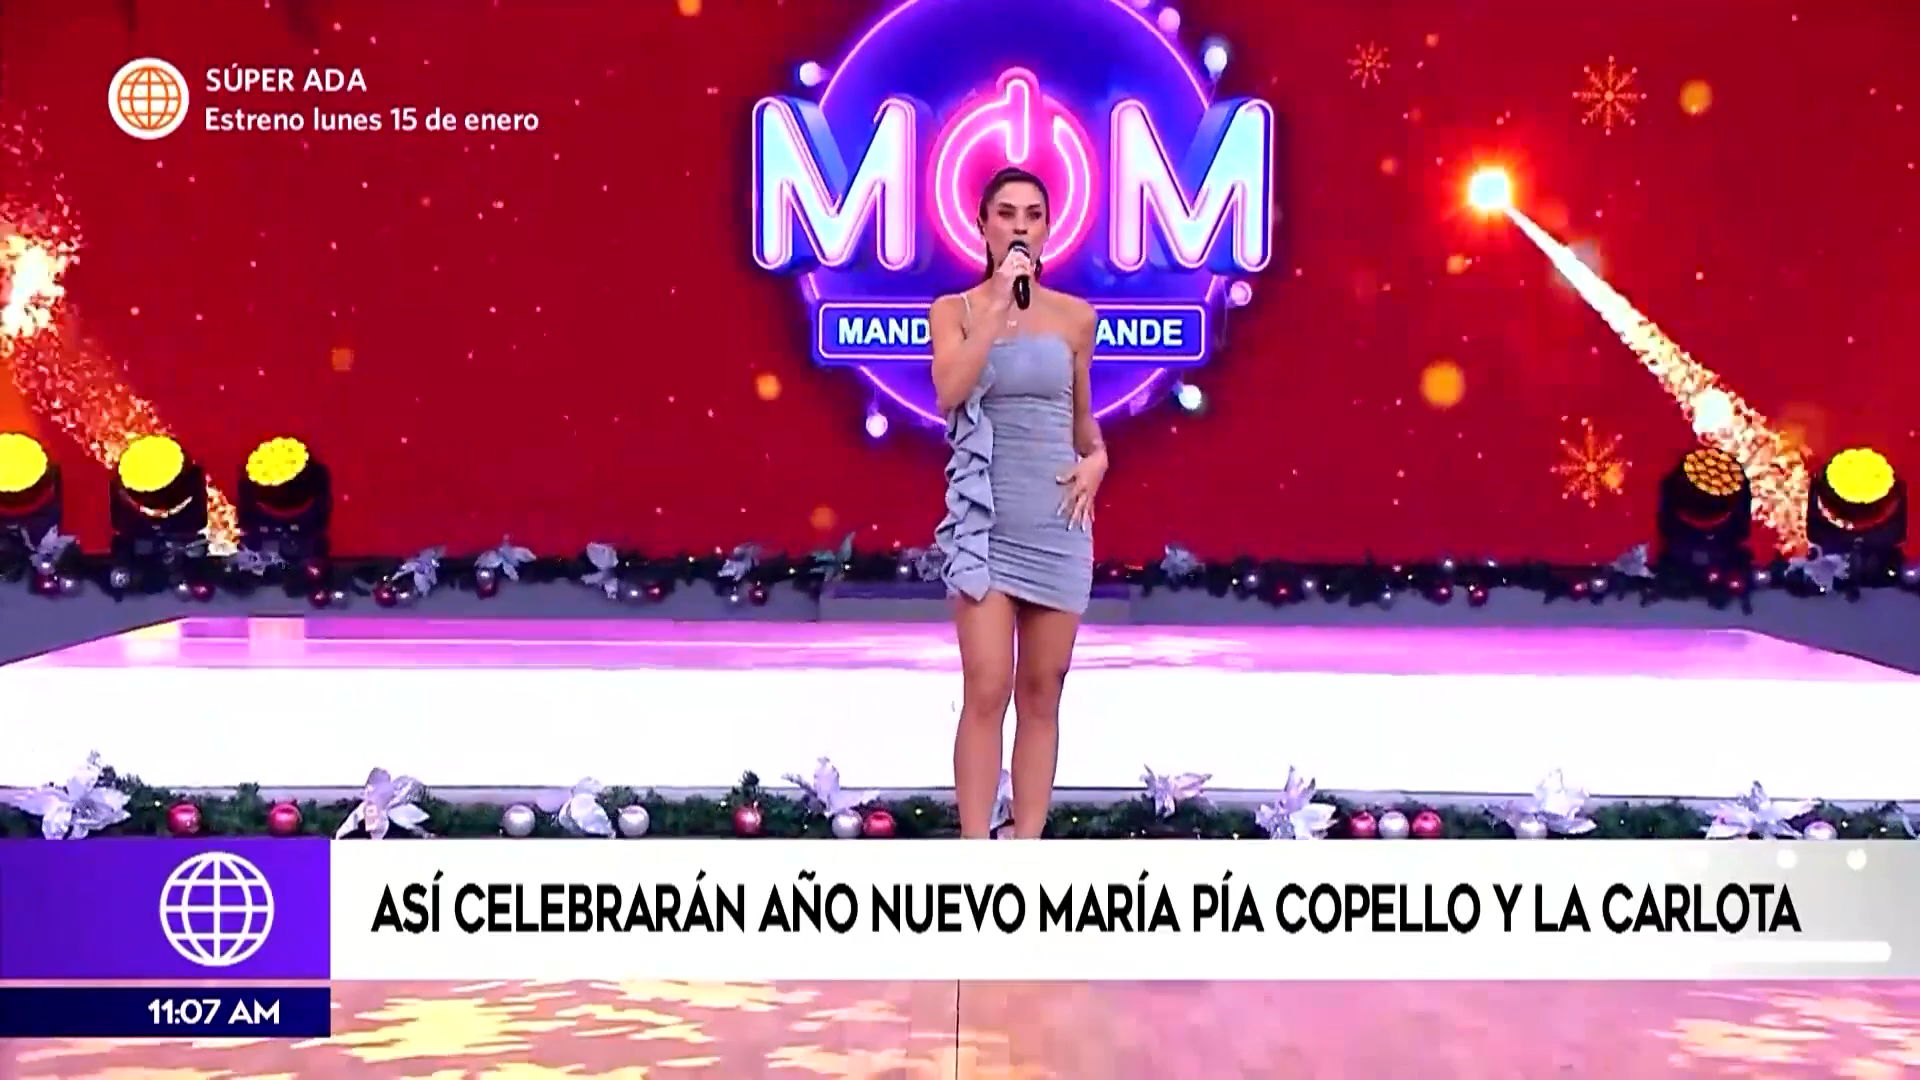 SÚPER ADA
Estreno lunes 15 de enero
MOM
MAND ANDE
ASÍ CELEBRARÁN AÑO NUEVO MARÍA PÍA COPELLO Y LA CARLOTA
11:07 AM